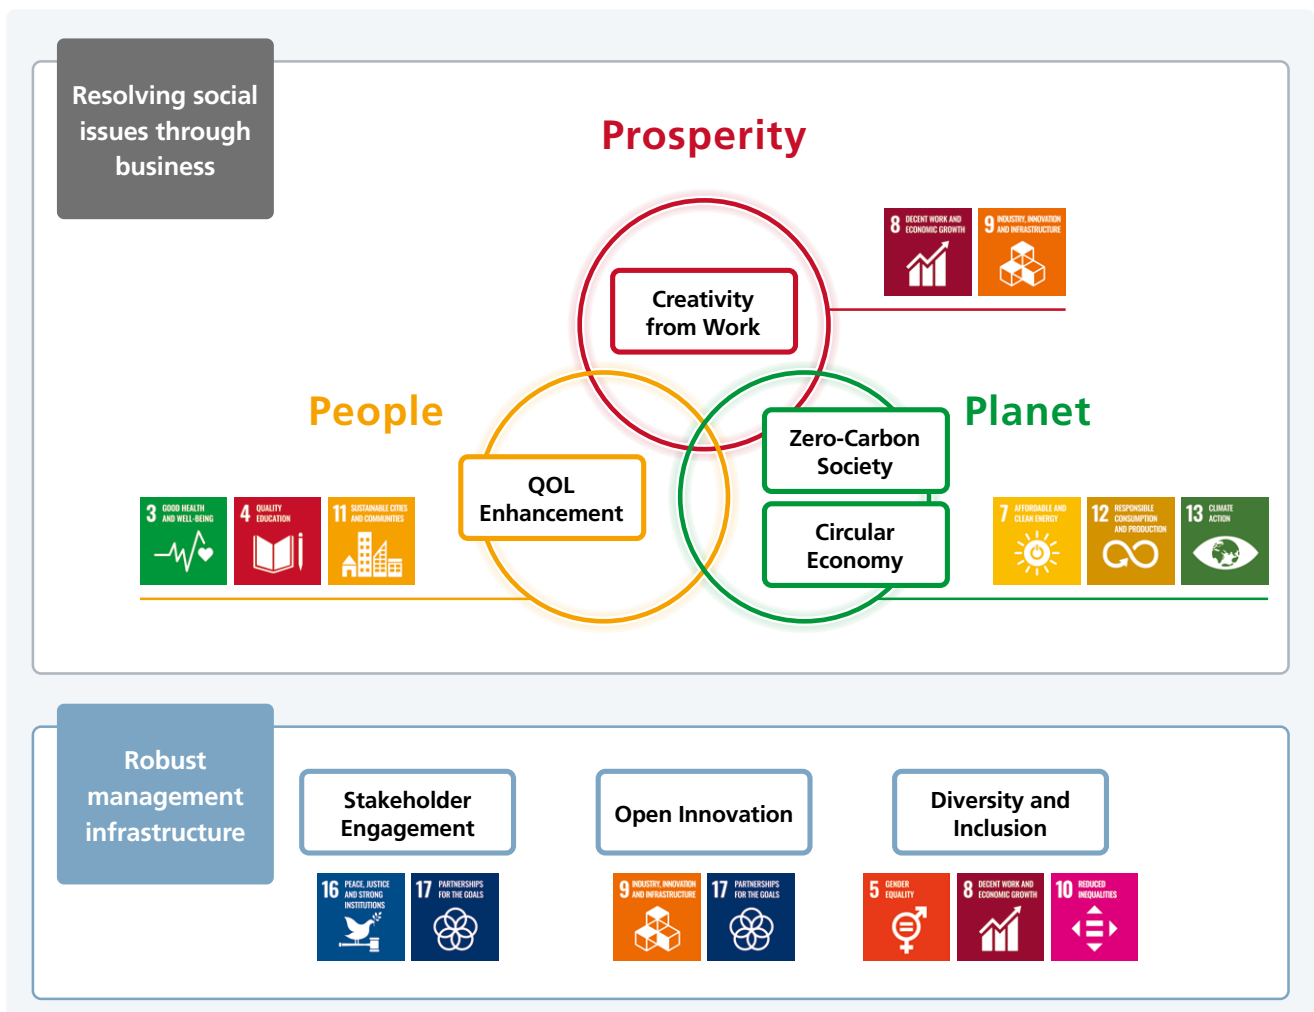 Resolving social
issues through
business
Prosperity
8 DECENT WORK AND
ECONOMIC GROWTH
9 INDUSTRY, INNOVATION
AND INFRASTRUCTURE
Creativity
from Work
People
Planet
Zero-Carbon
Society
QOL
Enhancement
Circular
Economy
3 GOOD HEALTH
AND WELL-BEING
4 QUALITY
EDUCATION
11 SUSTAINABLE CITIES
AND COMMUNITIES
7 AFFORDABLE AND
CLEAN ENERGY
12 RESPONSIBLE
CONSUMPTION
AND PRODUCTION
13 CLIMATE
ACTION
Robust
management
infrastructure
Stakeholder
Engagement
Open Innovation
Diversity and
Inclusion
16 PEACE, JUSTICE
AND STRONG
INSTITUTIONS
17 PARTNERSHIPS
FOR THE GOALS
9 INDUSTRY, INNOVATION
AND INFRASTRUCTURE
17 PARTNERSHIPS
FOR THE GOALS
5 GENDER
EQUALITY
8 DECENT WORK AND
ECONOMIC GROWTH
10 REDUCED
INEQUALITIES